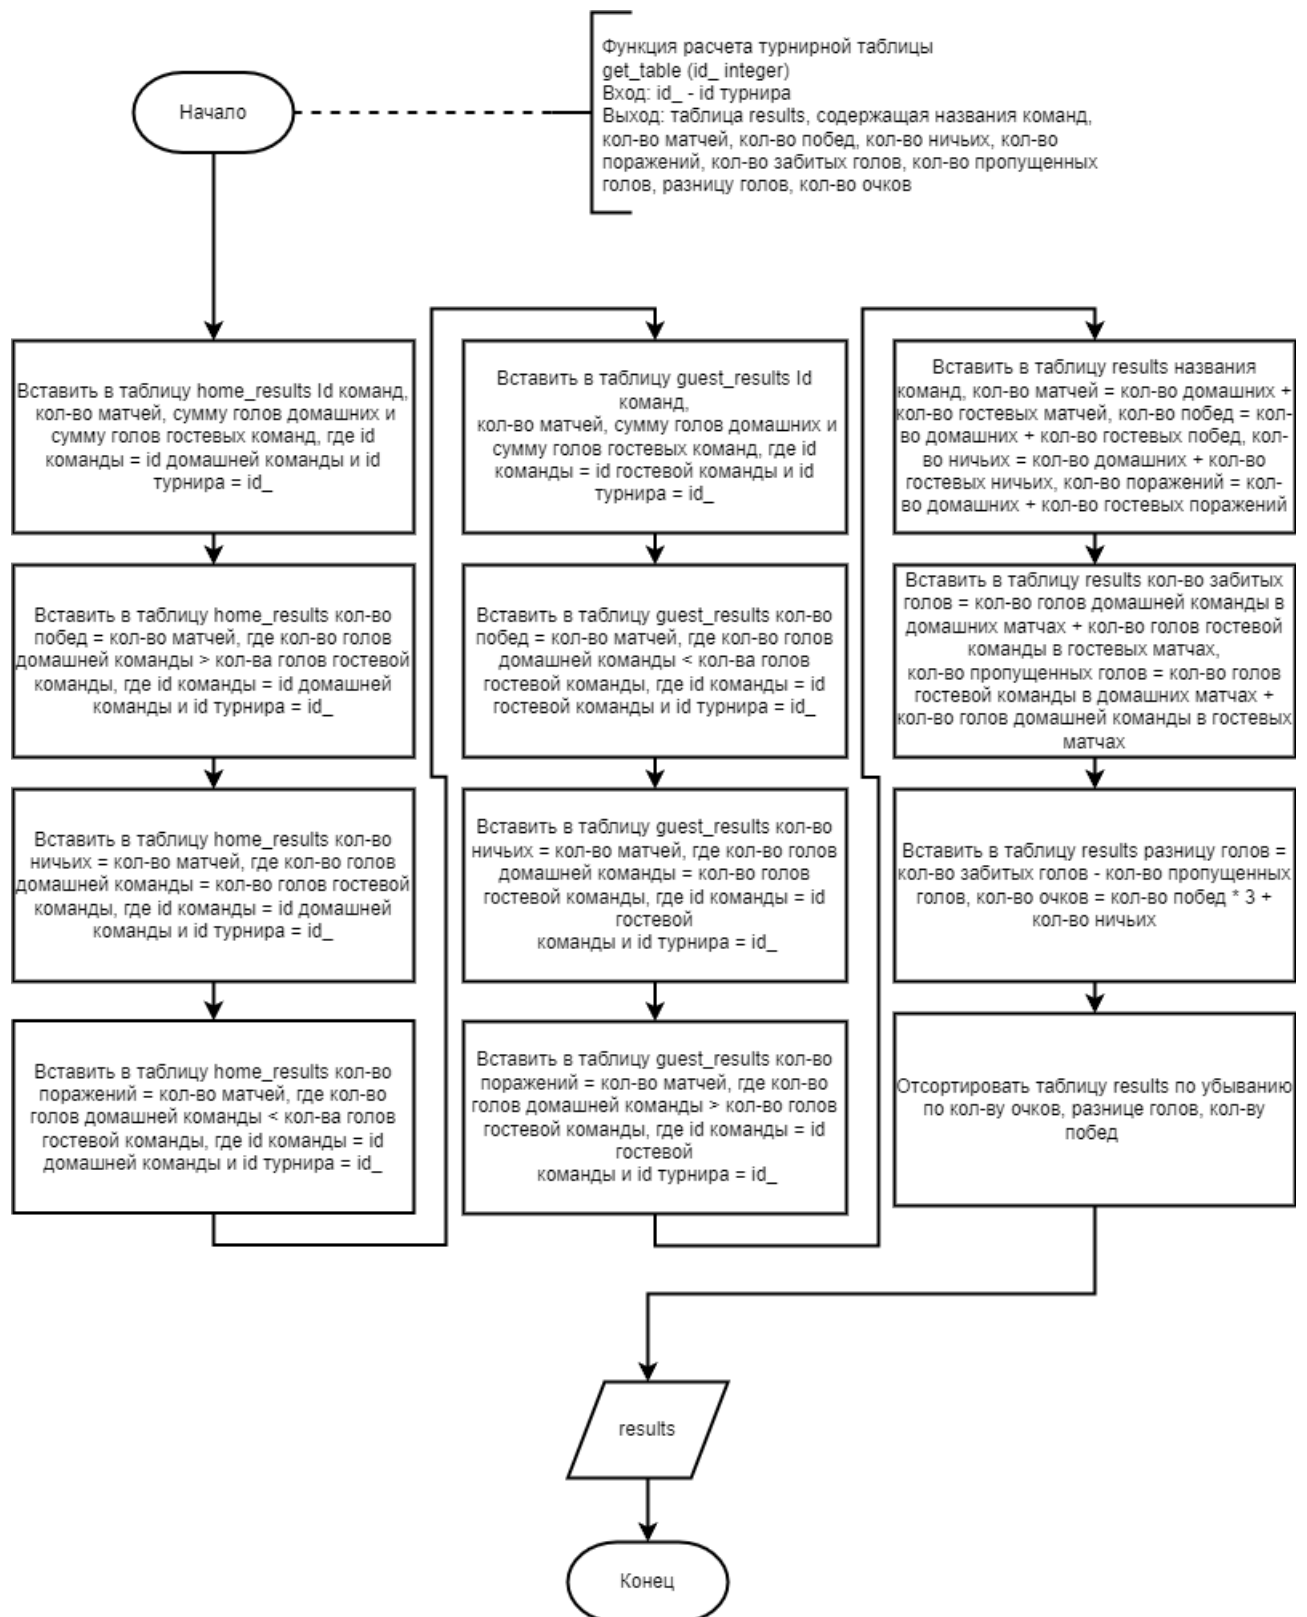 Начало
Функция расчета турнирной таблицы
get_table (id_ integer)
Вход: id_ - id турнира
Выход: таблица results, содержащая названия команд,
кол-во матчей, кол-во побед, кол-во ничьих, кол-во
поражений, кол-во забитых голов, кол-во пропущенных
голов, разницу голов, кол-во очков
Вставить в таблицу home_results Id команд,
кол-во матчей, сумму голов домашних и
сумму голов гостевых команд, где id
команды = id домашней команды и id
турнира = id_
Вставить в таблицу home_results кол-во
побед = кол-во матчей, где кол-во голов
домашней команды > кол-ва голов гостевой
команды, где id команды = id домашней
команды и id турнира = id_
Вставить в таблицу home_results кол-во
ничьих = кол-во матчей, где кол-во голов
домашней команды = кол-во голов гостевой
команды, где id команды = id домашней
команды и id турнира = id_
Вставить в таблицу home_results кол-во
поражений = кол-во матчей, где кол-во
голов домашней команды < кол-ва голов
гостевой команды, где id команды = id
домашней команды и id турнира = id_
Вставить в таблицу guest_results Id
команд,
кол-во матчей, сумму голов домашних и
сумму голов гостевых команд, где id
команды = id гостевой команды и id
турнира = id_
Вставить в таблицу guest_results кол-во
побед = кол-во матчей, где кол-во голов
домашней команды < кол-ва голов
гостевой команды, где id команды = id
гостевой команды и id турнира = id_
Вставить в таблицу guest_results кол-во
ничьих = кол-во матчей, где кол-во голов
домашней команды = кол-во голов
гостевой команды, где id команды = id
гостевой
команды и id турнира = id_
Вставить в таблицу guest_results кол-во
поражений = кол-во матчей, где кол-во
голов домашней команды > кол-во голов
гостевой команды, где id команды = id
гостевой
команды и id турнира = id_
Вставить в таблицу results названия
команд, кол-во матчей = кол-во домашних +
кол-во гостевых матчей, кол-во побед = кол-
во домашних + кол-во гостевых побед, кол-
во ничьих = кол-во домашних + кол-во
гостевых ничьих, кол-во поражений = кол-
во домашних + кол-во гостевых поражений
Вставить в таблицу results кол-во забитых
голов = кол-во голов домашней команды в
домашних матчах + кол-во голов гостевой
команды в гостевых матчах,
кол-во пропущенных голов = кол-во голов
гостевой команды в домашних матчах +
кол-во голов домашней команды в гостевых
матчах
Вставить в таблицу results разницу голов =
кол-во забитых голов - кол-во пропущенных
голов, кол-во очков = кол-во побед * 3 +
кол-во ничьих
Отсортировать таблицу results по убыванию
по кол-ву очков, разнице голов, кол-ву
побед
results
Конец